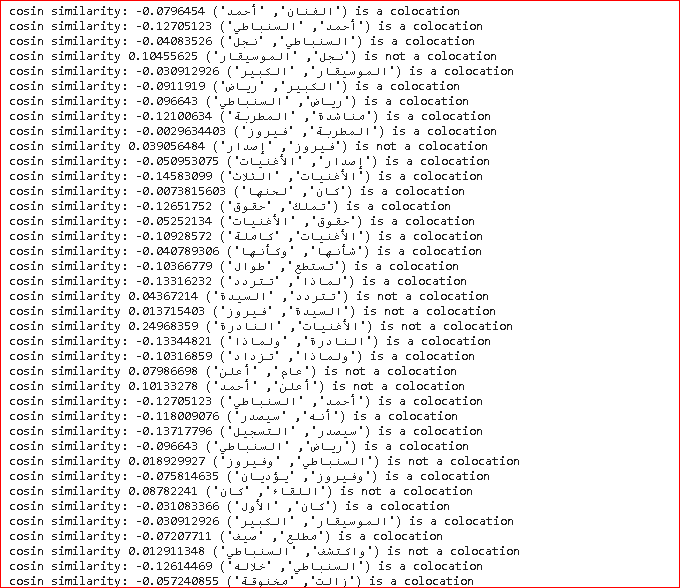 cosin similarity: -0.0796454 ('الفنان', 'أحمد') is a colocation
cosin similarity: -0.12705123 ('أحمد', 'السنباطي') is a colocation
cosin similarity: -0.04083526 ('السنباطي', 'نجل') is a colocation
cosin similarity 0.10455625 ('نجل', 'الموسيقار') is not a colocation
cosin similarity: -0.030912926 ('الموسيقار', 'الكبير') is a colocation
cosin similarity: -0.0911919 ('الكبير', 'رياض') is a colocation
cosin similarity: -0.096643 ('رياض', 'السنباطي') is a colocation
cosin similarity: -0.12100634 ('مناشدة', 'المطربة') is a colocation
cosin similarity: -0.0029634403 ('المطربة', 'فيروز') is a colocation
cosin similarity 0.039056484 ('فيروز', 'إصدار') is not a colocation
cosin similarity: -0.050953075 ('إصدار', 'الأغنيات') is a colocation
cosin similarity: -0.14583099 ('الأغنيات', 'الثلاث') is a colocation
cosin similarity: -0.0073815603 ('كان', 'لحنها') is a colocation
cosin similarity: -0.12651752 ('تملك', 'حقوق') is a colocation
cosin similarity: -0.05252134 ('حقوق', 'الأغنيات') is a colocation
cosin similarity: -0.10928572 ('الأغنيات', 'كاملة') is a colocation
cosin similarity: -0.040789306 ('شأنها', 'وكأنها') is a colocation
cosin similarity: -0.10366779 ('تستطع', 'طوال') is a colocation
cosin similarity: -0.13316232 ('لماذا', 'تتردد') is a colocation
cosin similarity 0.04367214 ('تتردد', 'السيدة') is not a colocation
cosin similarity 0.013715403 ('السيدة', 'فيروز') is not a colocation
cosin similarity 0.24968359 ('الأغنيات', 'النادرة') is not a colocation
cosin similarity: -0.13344821 ('النادرة', 'ولماذا') is a colocation
cosin similarity: -0.10316859 ('ولماذا', 'تزداد') is a colocation
cosin similarity 0.07986698 ('عام', 'أعلن') is not a colocation
cosin similarity 0.10133278 ('أعلن', 'أحمد') is not a colocation
cosin similarity: -0.12705123 ('أحمد', 'السنباطي') is a colocation
cosin similarity: -0.118009076 ('أنه', 'سيصدر') is a colocation
cosin similarity: -0.13717796 ('سيصدر', 'التسجيل') is a colocation
cosin similarity: -0.096643 ('رياض', 'السنباطي') is a colocation
cosin similarity 0.018929927 ('السنباطي', 'وفيروز') is not a colocation
cosin similarity: -0.075814635 ('وفيروز', 'يؤديان') is a colocation
cosin similarity 0.08782241 ('اللقاء', 'كان') is not a colocation
cosin similarity: -0.031083366 ('كان', 'الأول') is a colocation
cosin similarity: -0.030912926 ('الموسيقار', 'الكبير') is a colocation
cosin similarity: -0.07207711 ('مطلع', 'صيف') is a colocation
cosin similarity 0.012911348 ('واكتشف', 'السنباطي') is not a colocation
cosin similarity: -0.12614469 ('السنباطي', 'خلاله') is a colocation
cosin similarity: -0.057240855 ('زالت', 'مخنوقة') is a colocation